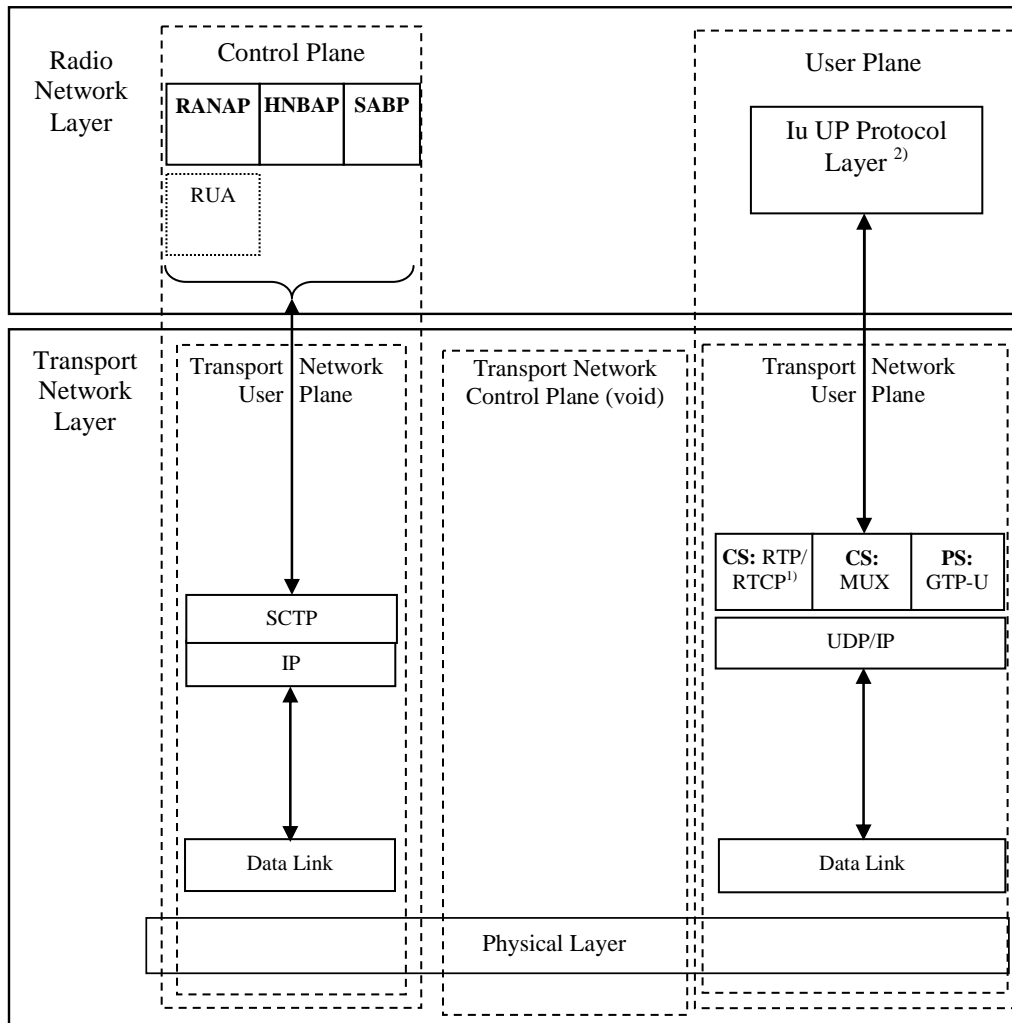 Radio
Network
Layer
Control Plane
RANAP HNBAP SABP
RUA
User Plane
Iu UP Protocol
Layer 2)
Transport
Network
Layer
Transport Network
User Plane
Transport Network
Control Plane (void)
Transport Network
User Plane
SCTP
IP
Data Link
CS: RTP/
RTCP1)
CS:
MUX
PS:
GTP-U
UDP/IP
Data Link
Physical Layer